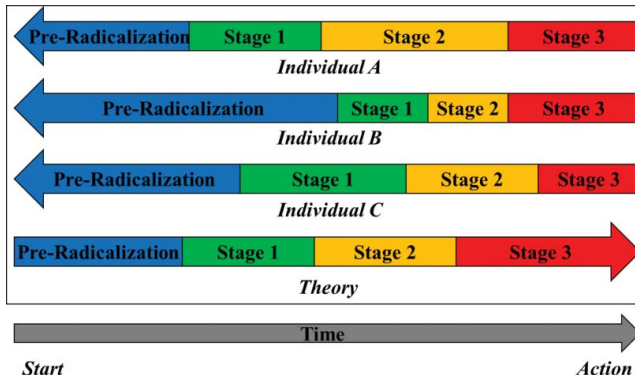 Pre-Radicalization Stage 1 Stage 2 Stage 3
Individual A
Pre-Radicalization Stage 1 Stage 2 Stage 3
Individual B
Pre-Radicalization Stage 1 Stage 2 Stage 3
Individual C
Pre-Radicalization Stage 1 Stage 2 Stage 3
Theory
Time
Start Action